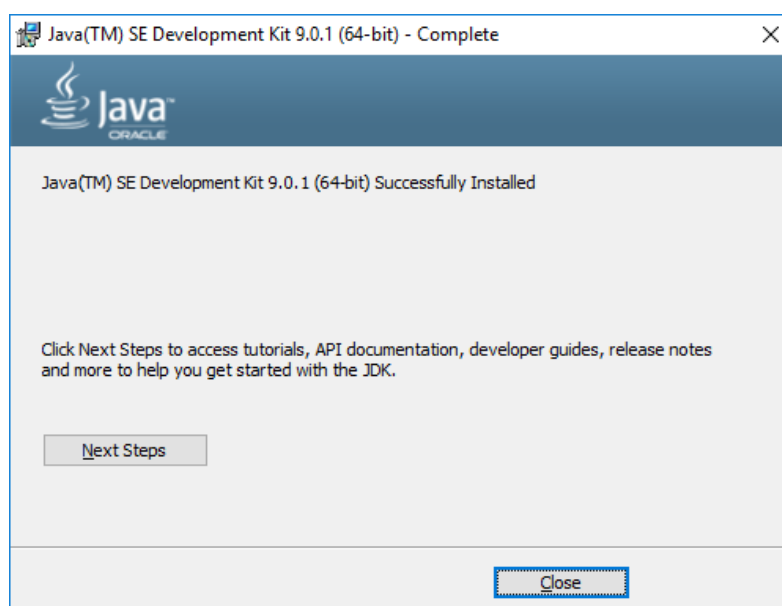 Java(TM) SE Development Kit 9.0.1 (64-bit) - Complete
Java™
ORACLE
Java(TM) SE Development Kit 9.0.1 (64-bit) Successfully Installed
Click Next Steps to access tutorials, API documentation, developer guides, release notes
and more to help you get started with the JDK.
Next Steps
Close